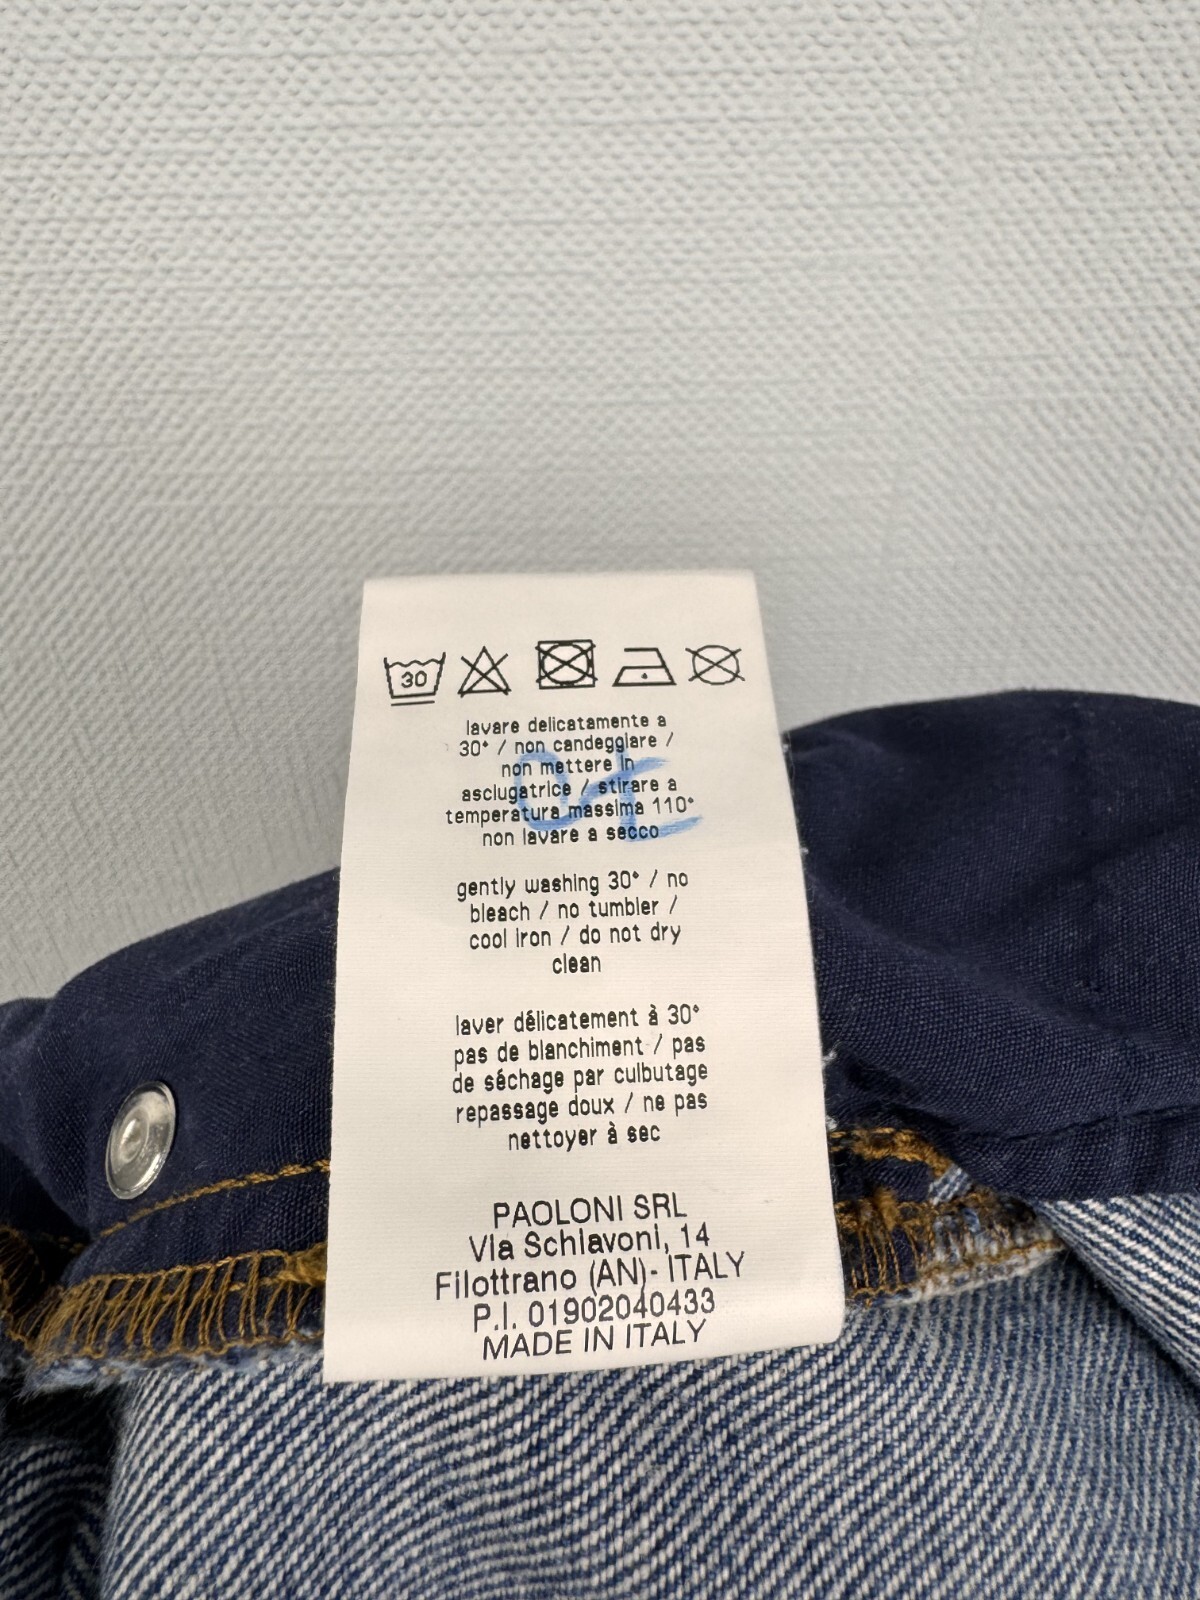 30
lavare delicatamente a
30° / non candeggiare /
non mettere in
asciugatrice / stirare a
temperatura massima 110°
non lavare a secco
gently washing 30° / no
bleach / no tumbler /
cool iron / do not dry
clean
laver délicatement à 30°
pas de blanchiment / pas
de séchage par culbutage
repassage doux / ne pas
nettoyer à sec
PAOLONI SRL
Via Schiavoni, 14
Filottrano (AN)- ITALY
P.I. 01902040433
MADE IN ITALY